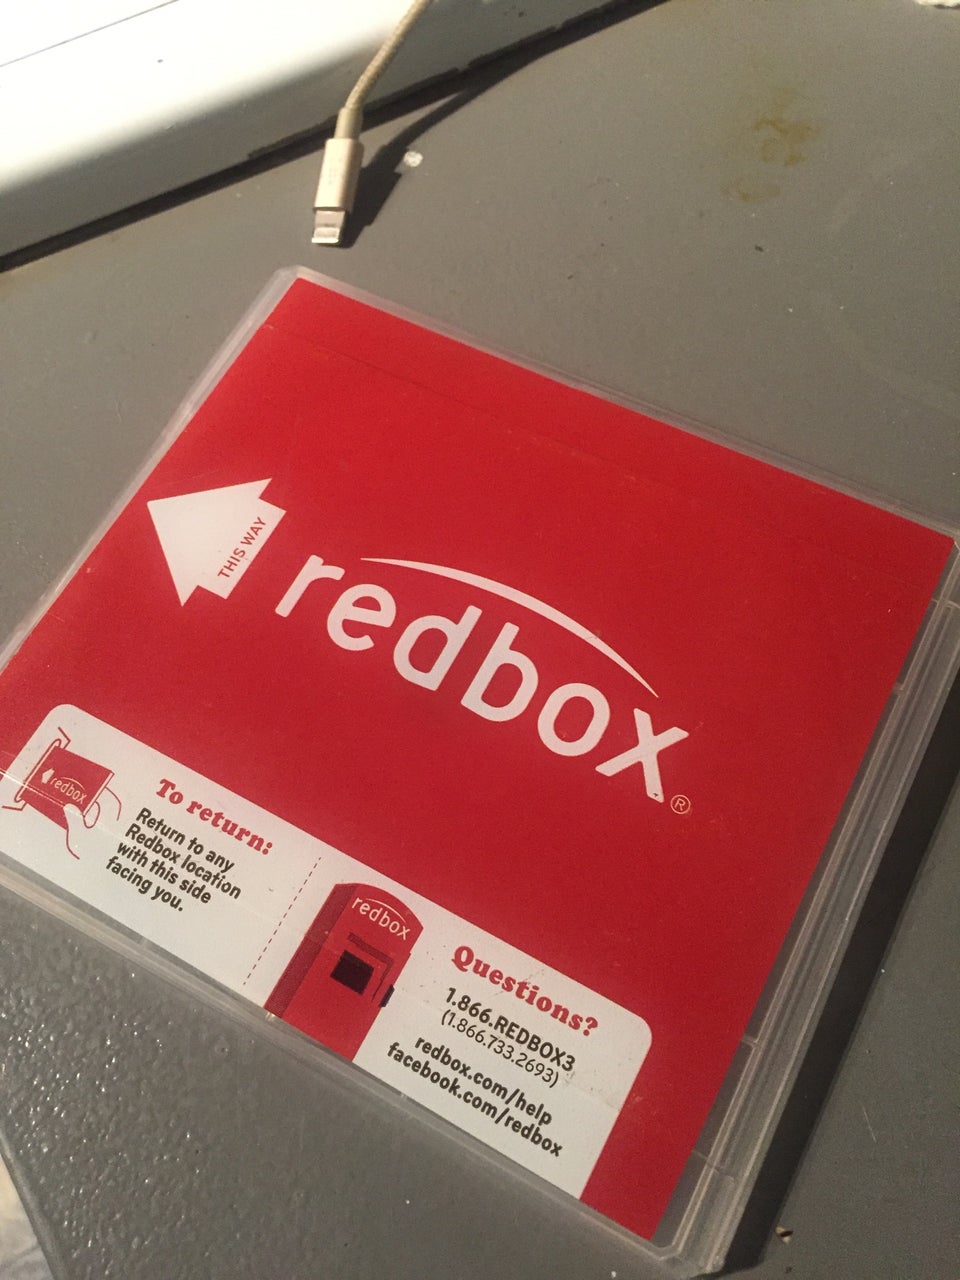 THIS WAY
redbox®
redbox
To return:
Return to any
Redbox location
with this side
facing you.
redbox
Questions?
1.866.REDBOX3
(1.866.733.2693)
redbox.com/help
facebook.com/redbox